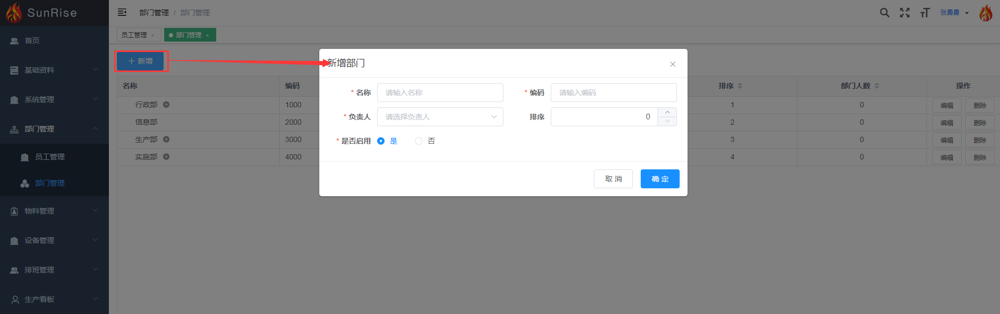 SunRise
部门管理 / 部门管理
张勇勇
员工管理 ×
部门管理 ×
首页
基础资料
系统管理
部门管理
员工管理
部门管理
物料管理
设备管理
排班管理
生产看板
+ 新增
名称 编码 排序 部门人数 操作
行政部 1000 1 0 编辑 删除
信息部 2000 2 0 编辑 删除
生产部 3000 3 0 编辑 删除
实施部 4000 4 0 编辑 删除
新增部门
* 名称 请输入名称 * 编码 请输入编码
* 负责人 请选择负责人 排序 0
* 是否启用 是 否
取 消 确 定